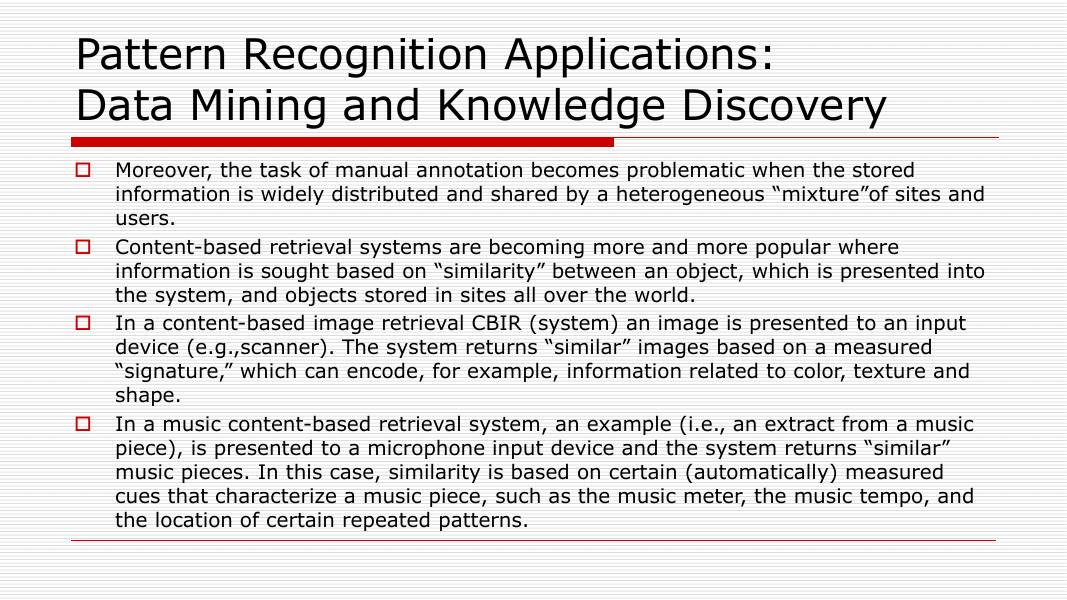 Pattern Recognition Applications:
Data Mining and Knowledge Discovery
Moreover, the task of manual annotation becomes problematic when the stored
information is widely distributed and shared by a heterogeneous “mixture”of sites and
users.
Content-based retrieval systems are becoming more and more popular where
information is sought based on “similarity” between an object, which is presented into
the system, and objects stored in sites all over the world.
In a content-based image retrieval CBIR (system) an image is presented to an input
device (e.g.,scanner). The system returns “similar” images based on a measured
“signature,” which can encode, for example, information related to color, texture and
shape.
In a music content-based retrieval system, an example (i.e., an extract from a music
piece), is presented to a microphone input device and the system returns “similar”
music pieces. In this case, similarity is based on certain (automatically) measured
cues that characterize a music piece, such as the music meter, the music tempo, and
the location of certain repeated patterns.